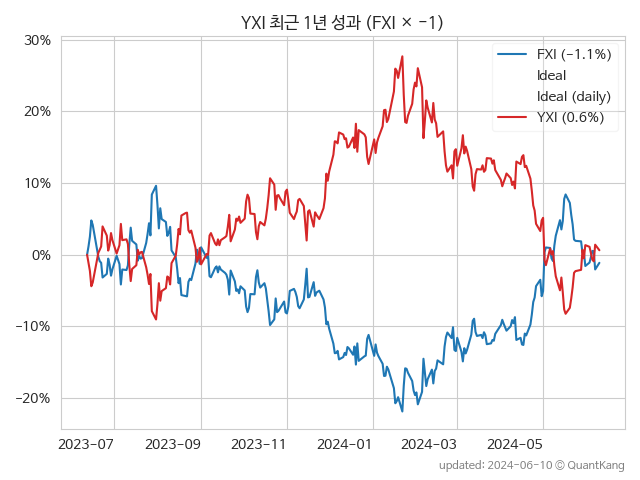 YXI 최근 1년 성과 (FXI × -1)
30%
20%
10%
0%
−10%
−20%
FXI (-1.1%)
Ideal
Ideal (daily)
YXI (0.6%)
2023-07 2023-09 2023-11 2024-01 2024-03 2024-05
updated: 2024-06-10 © QuantKang